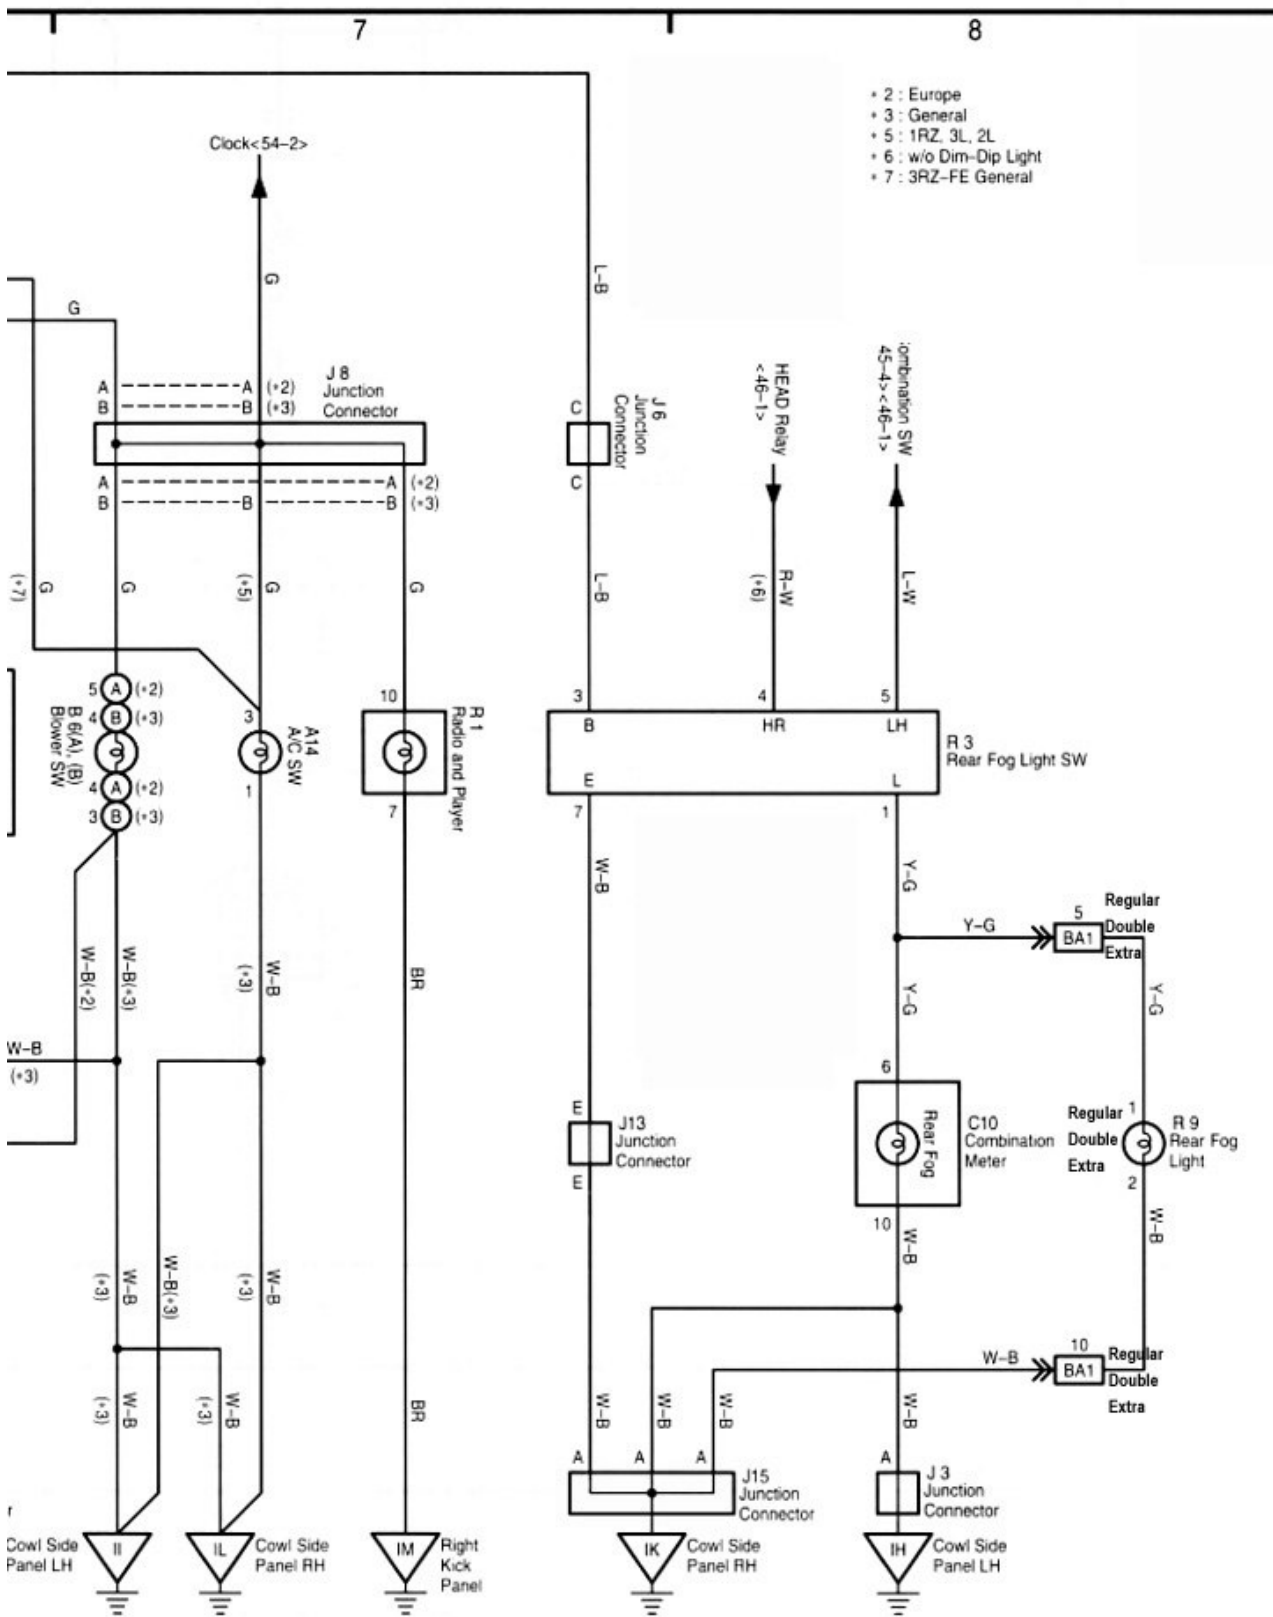 7
8
* 2 : Europe
* 3 : General
* 5 : 1RZ, 3L, 2L
* 6 : w/o Dim–Dip Light
* 7 : 3RZ–FE General
Clock<54–2>
G
L–B
G
A A (*2)
B B (*3)
J 8
Junction
Connector
A A (*2)
B B B (*3)
C
J 6
Junction
Connector
C
HEAD Relay
<46–1>
ombination SW
45–4><46–1>
(*7)
G
G
(*5)
G
G
L–B
(*6)
R–W
L–W
5 A (*2)
4 B (*3)
B 6(A), (B)
Blower SW
4 A (*2)
3 B (*3)
3
A14
A/C SW
1
10
R 1
Radio and Player
7
3
4
5
B
HR
LH
R 3
Rear Fog Light SW
E
L
7
1
W–B
Y–G
Y–G
5
BA1
Regular
Double
Extra
W–B(*2)
W–B(*3)
(*3)
W–B
BR
Y–G
Y–G
W–B
(*3)
6
Rear Fog
C10
Combination
Meter
10
E
J13
Junction
Connector
E
Regular
Double
Extra
1
R 9
Rear Fog
Light
2
W–B
W–B
(*3)
W–B
W–B(*3)
(*3)
W–B
W–B
10
BA1
Regular
Double
Extra
(*3)
W–B
(*3)
W–B
BR
W–B
W–B
W–B
W–B
A
A
A
J15
Junction
Connector
A
J 3
Junction
Connector
r
Cowl Side
Panel LH
II
IL
Cowl Side
Panel RH
IM
Right
Kick
Panel
IK
Cowl Side
Panel RH
IH
Cowl Side
Panel LH